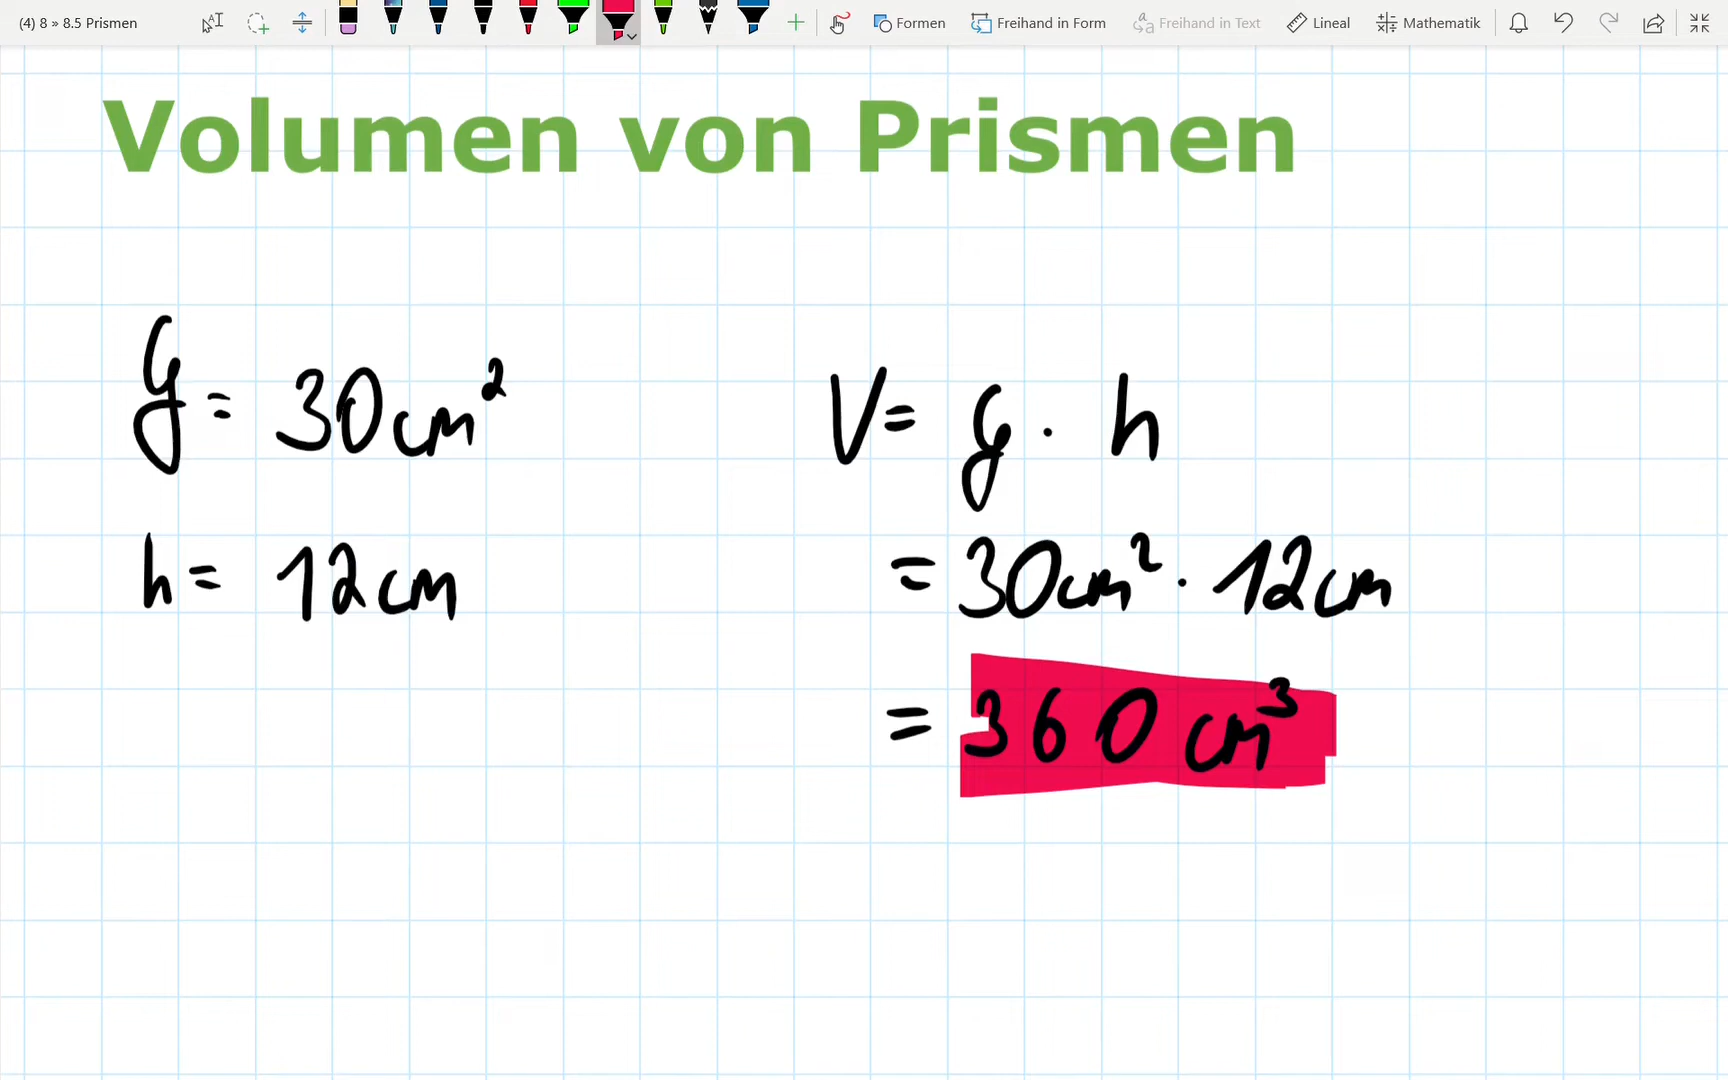 (4) 8 » 8.5 Prismen
Formen
Freihand in Form
Freihand in Text
Lineal
Mathematik
Volumen von Prismen
G = 30cm²
h = 12cm
V = G · h
= 30cm² · 12cm
= 360 cm³